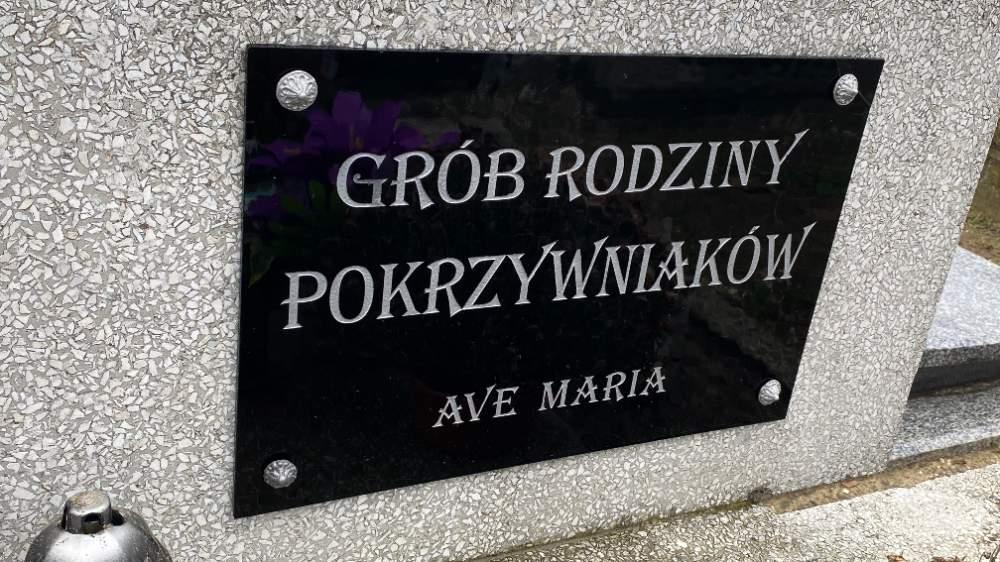 GRÓB RODZINY
POKRZYWNIAKÓW
AVE MARIA